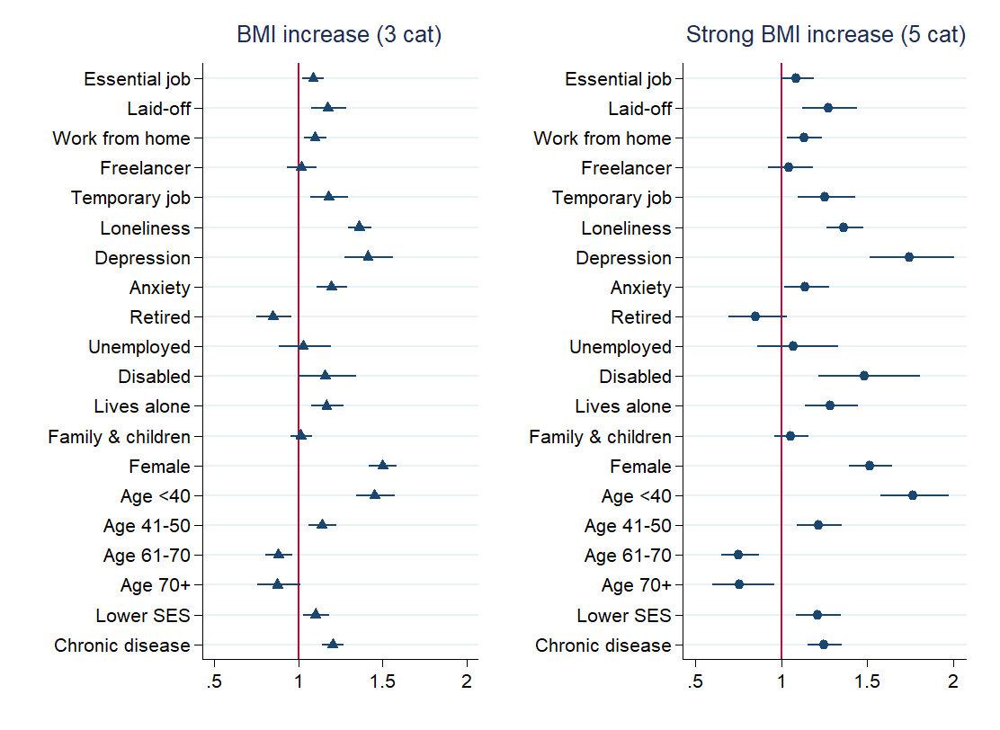 BMI increase (3 cat)
Essential job
Laid-off
Work from home
Freelancer
Temporary job
Loneliness
Depression
Anxiety
Retired
Unemployed
Disabled
Lives alone
Family & children
Female
Age <40
Age 41-50
Age 61-70
Age 70+
Lower SES
Chronic disease
.5 1 1.5 2
Strong BMI increase (5 cat)
Essential job
Laid-off
Work from home
Freelancer
Temporary job
Loneliness
Depression
Anxiety
Retired
Unemployed
Disabled
Lives alone
Family & children
Female
Age <40
Age 41-50
Age 61-70
Age 70+
Lower SES
Chronic disease
.5 1 1.5 2